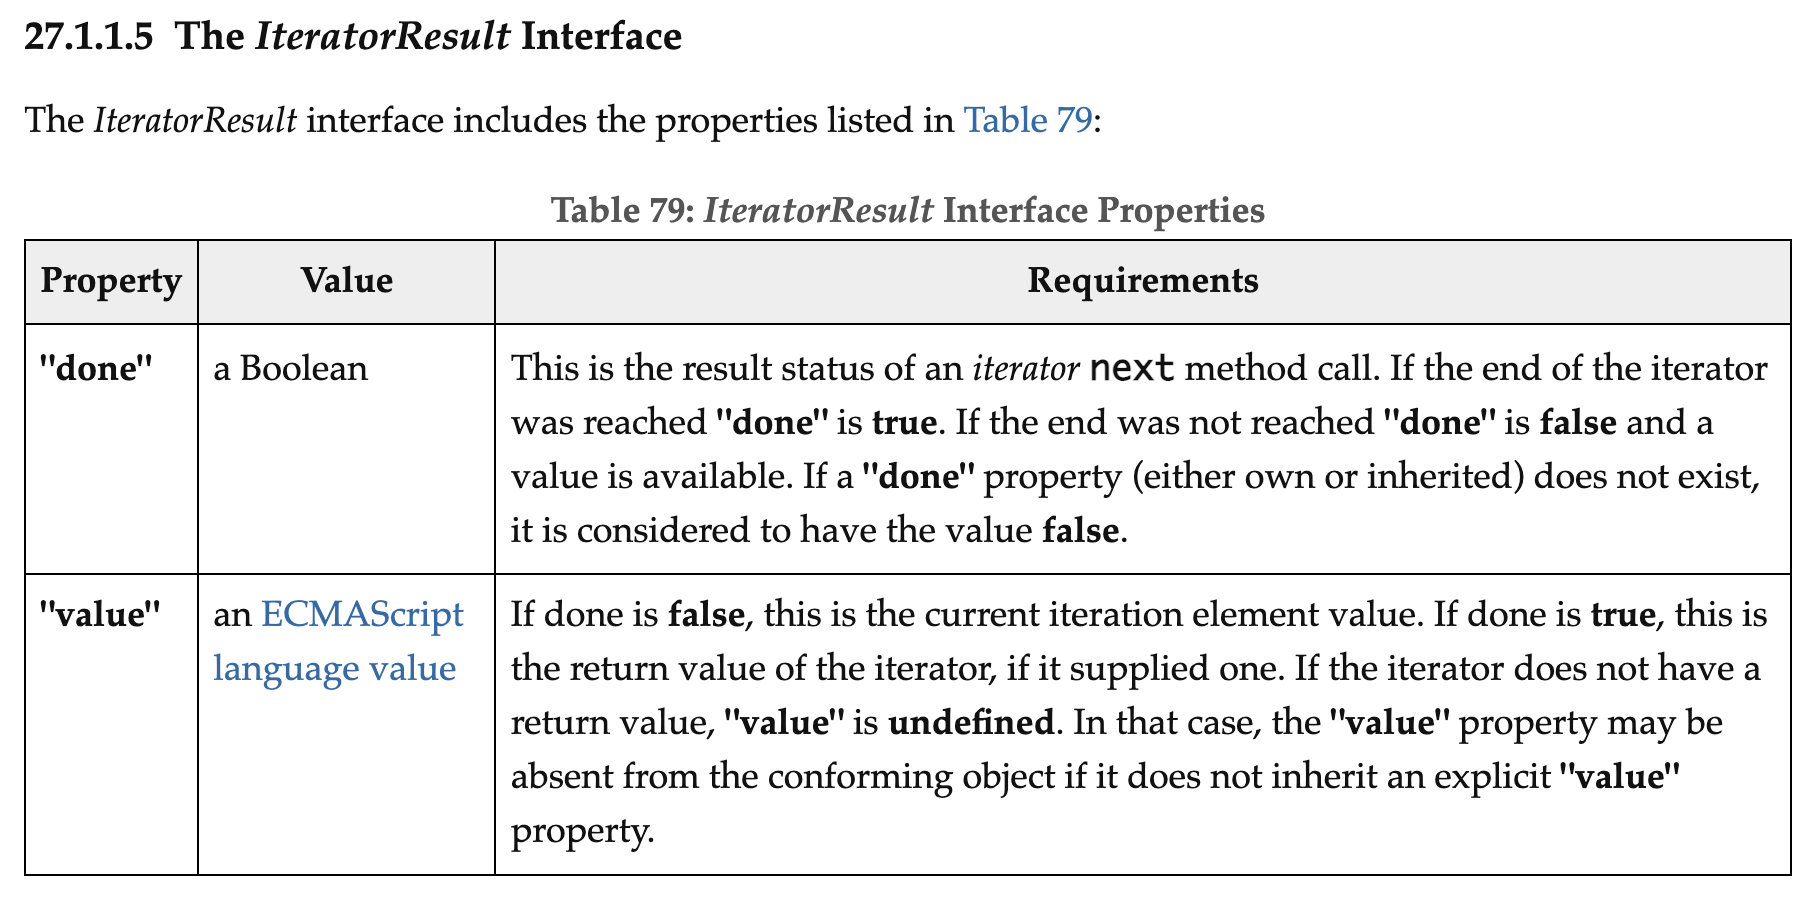 27.1.1.5 The IteratorResult Interface
The IteratorResult interface includes the properties listed in Table 79:
Table 79: IteratorResult Interface Properties
Property Value Requirements
"done" a Boolean This is the result status of an iterator next method call. If the end of the iterator
was reached "done" is true. If the end was not reached "done" is false and a
value is available. If a "done" property (either own or inherited) does not exist,
it is considered to have the value false.
"value" an ECMAScript If done is false, this is the current iteration element value. If done is true, this is
language value the return value of the iterator, if it supplied one. If the iterator does not have a
return value, "value" is undefined. In that case, the "value" property may be
absent from the conforming object if it does not inherit an explicit "value"
property.